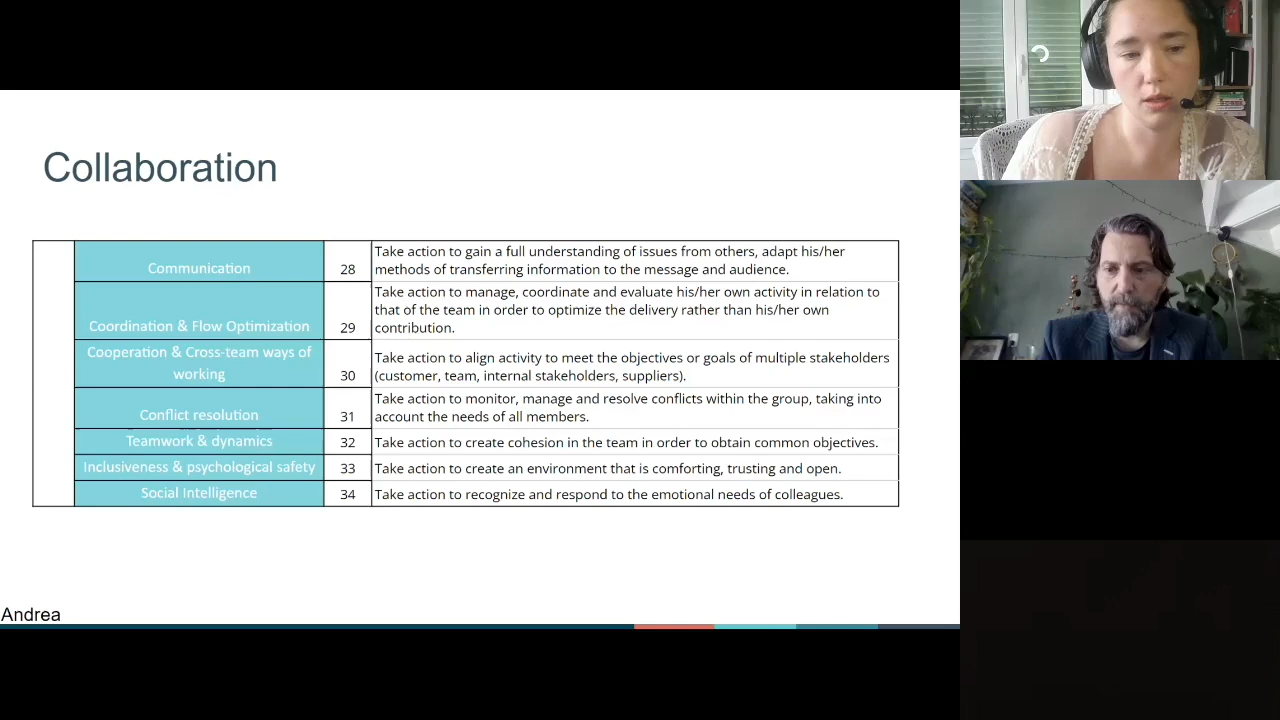 Collaboration
Communication
28
Take action to gain a full understanding of issues from others, adapt his/her
methods of transferring information to the message and audience.
Coordination & Flow Optimization
29
Take action to manage, coordinate and evaluate his/her own activity in relation to
that of the team in order to optimize the delivery rather than his/her own
contribution.
Cooperation & Cross-team ways of
working
30
Take action to align activity to meet the objectives or goals of multiple stakeholders
(customer, team, internal stakeholders, suppliers).
Conflict resolution
31
Take action to monitor, manage and resolve conflicts within the group, taking into
account the needs of all members.
Teamwork & dynamics
32
Take action to create cohesion in the team in order to obtain common objectives.
Inclusiveness & psychological safety
33
Take action to create an environment that is comforting, trusting and open.
Social Intelligence
34
Take action to recognize and respond to the emotional needs of colleagues.
Andrea